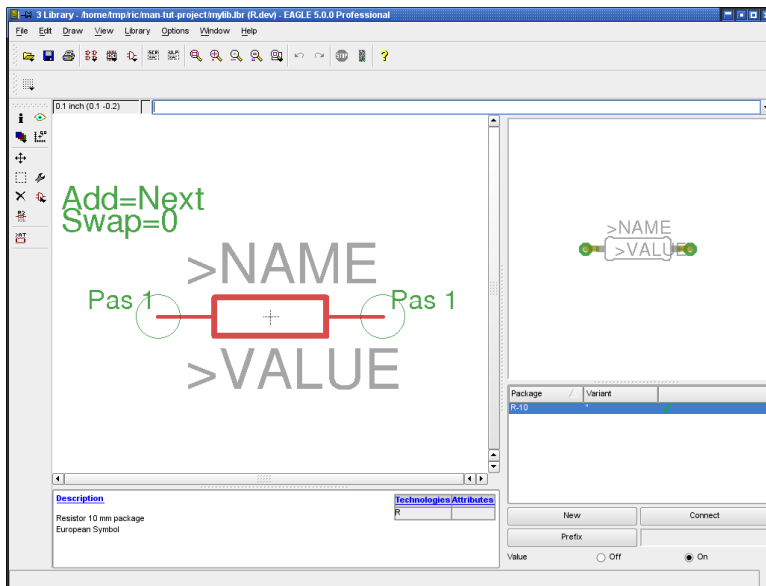 3 Library - /home/tmp/ric/man-tut-project/mylib.lbr (R.dev) - EAGLE 5.0.0 Professional
File Edit Draw View Library Options Window Help
SCR ULP STOP ?
0.1 inch (0.1 -0.2)
Add=Next
Swap=0
>NAME
Pas 1 Pas 1
>VALUE
>NAME
>VALUE
Package Variant
R-10 '
Description
Resistor 10 mm package
European Symbol
Technologies Attributes
R
New Connect
Prefix
Value Off On